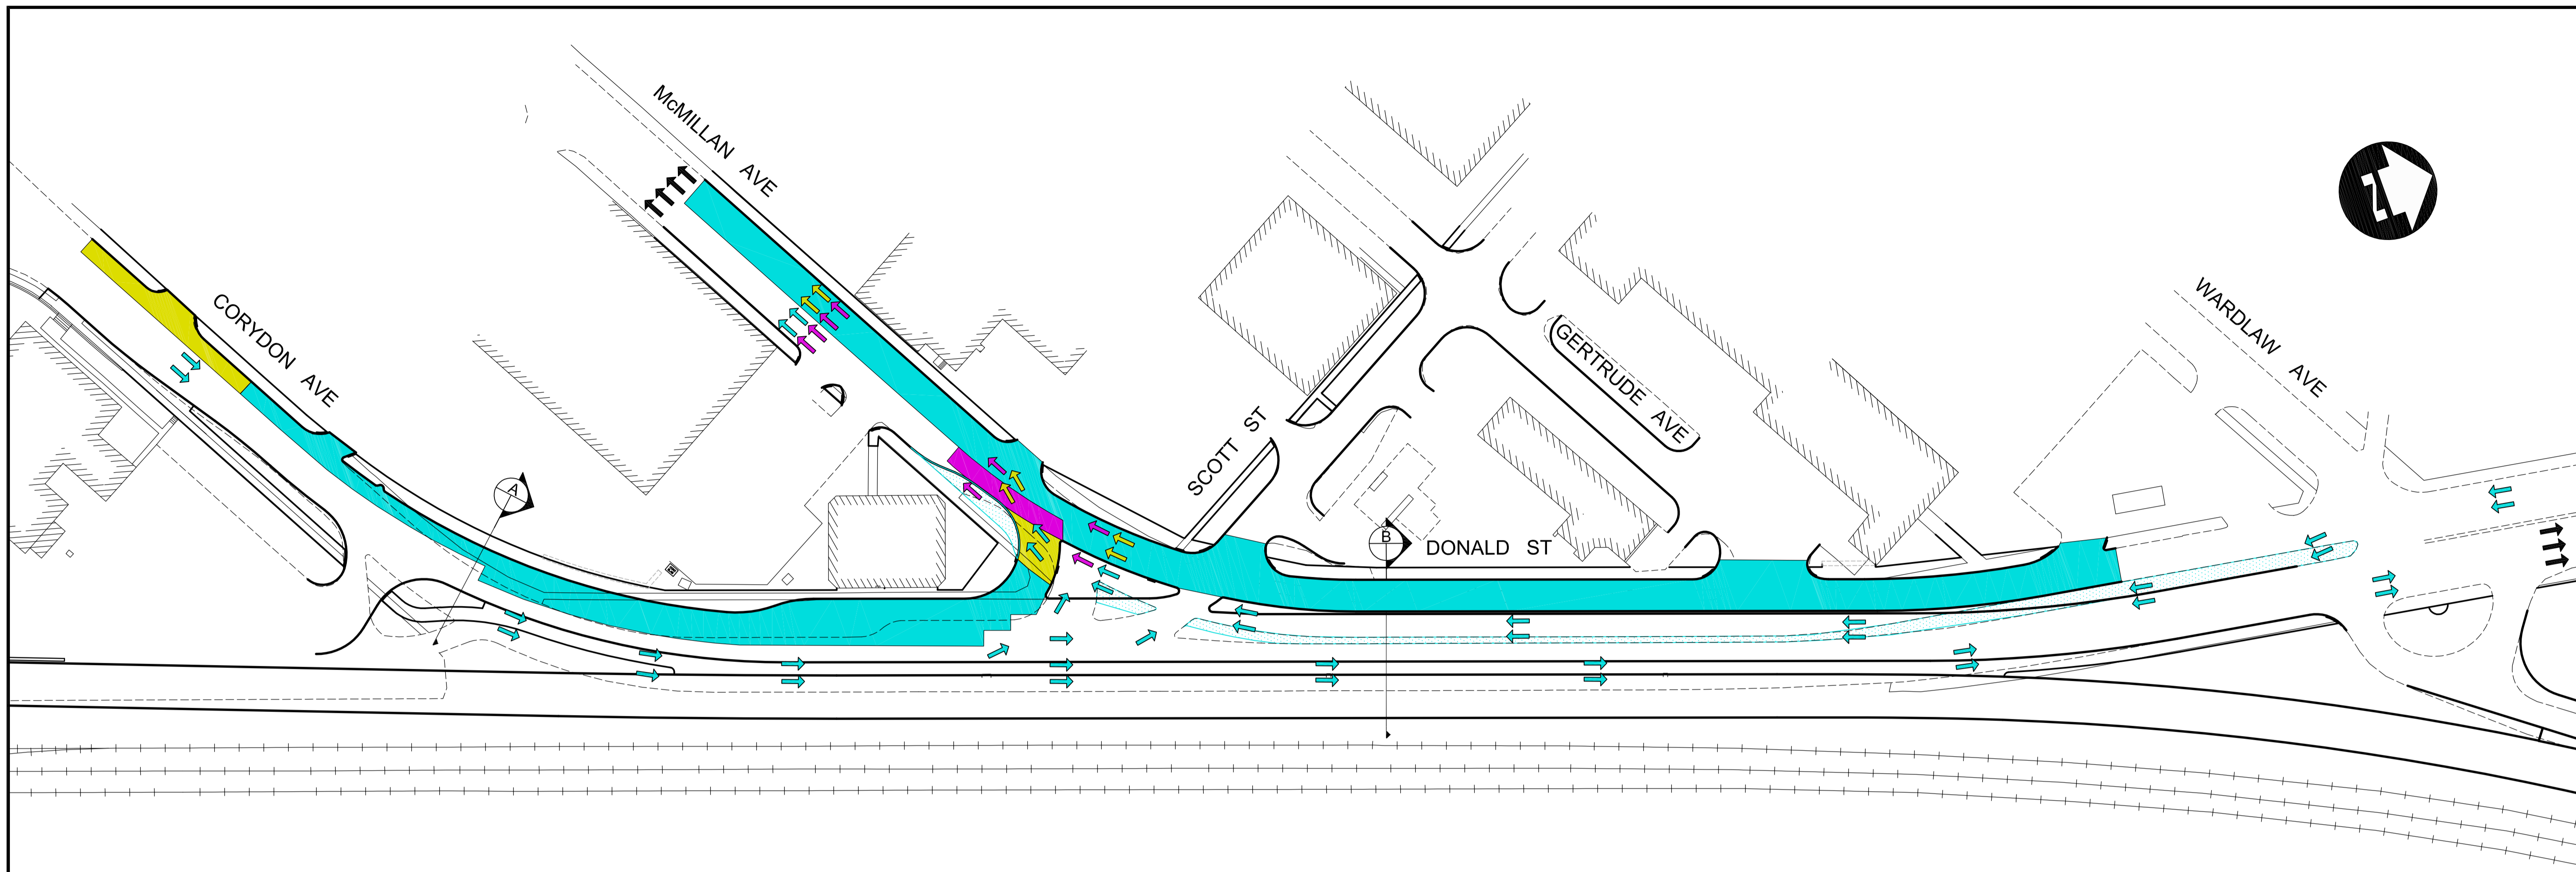 McMILLAN AVE
CORYDON AVE
A
SCOTT ST
GERTRUDE AVE
WARDLAW AVE
N
B
DONALD ST